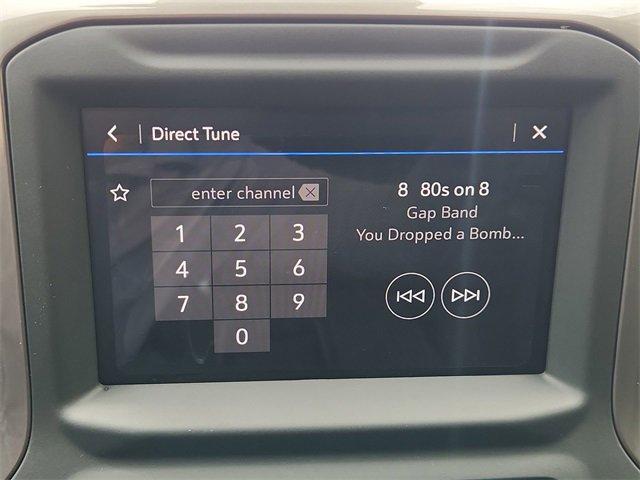 Direct Tune
enter channel
1 2 3
4 5 6
7 8 9
0
8 80s on 8
Gap Band
You Dropped a Bomb...